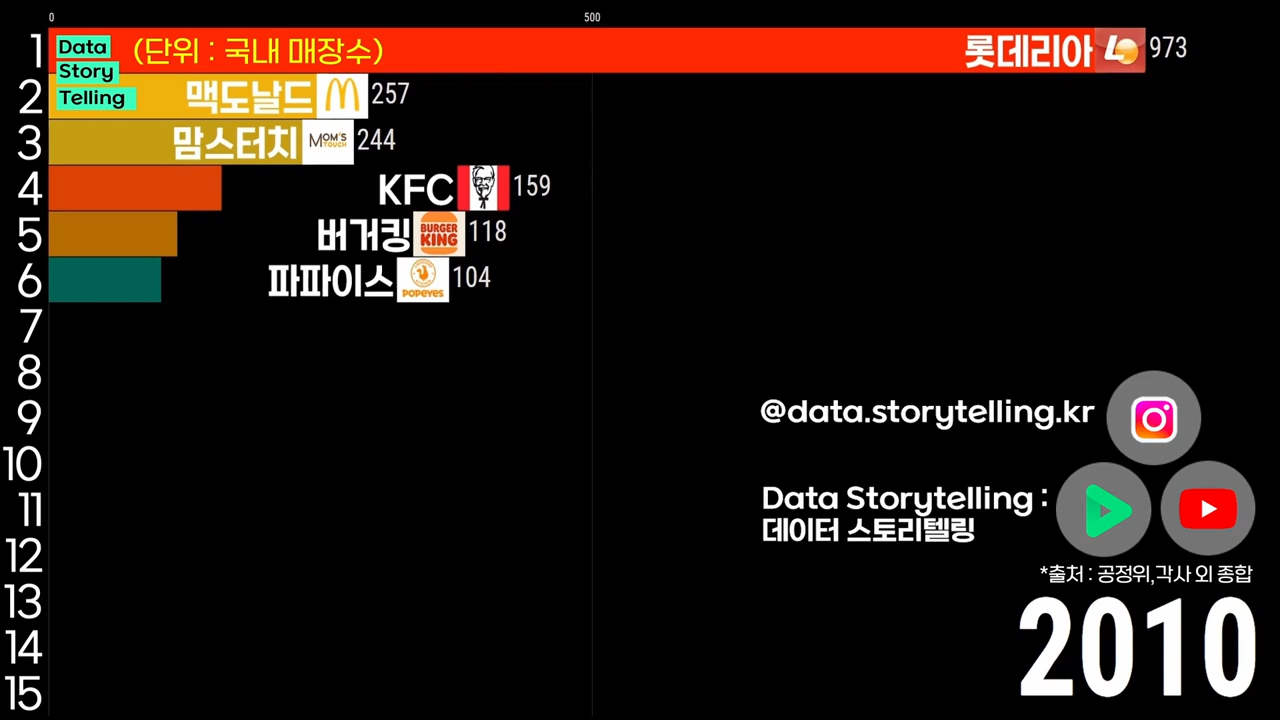 0 500
1 Data (단위 : 국내 매장수) 롯데리아 L 973
Story
2 Telling 맥도날드 257
3 맘스터치 MOM'S TOUCH 244
4 KFC 159
5 버거킹 BURGER KING 118
6 파파이스 POPEYES 104
7
8
9
10
11
12
13
14
15
@data.storytelling.kr
Data Storytelling :
데이터 스토리텔링
*출처 : 공정위,각사 외 종합
2010